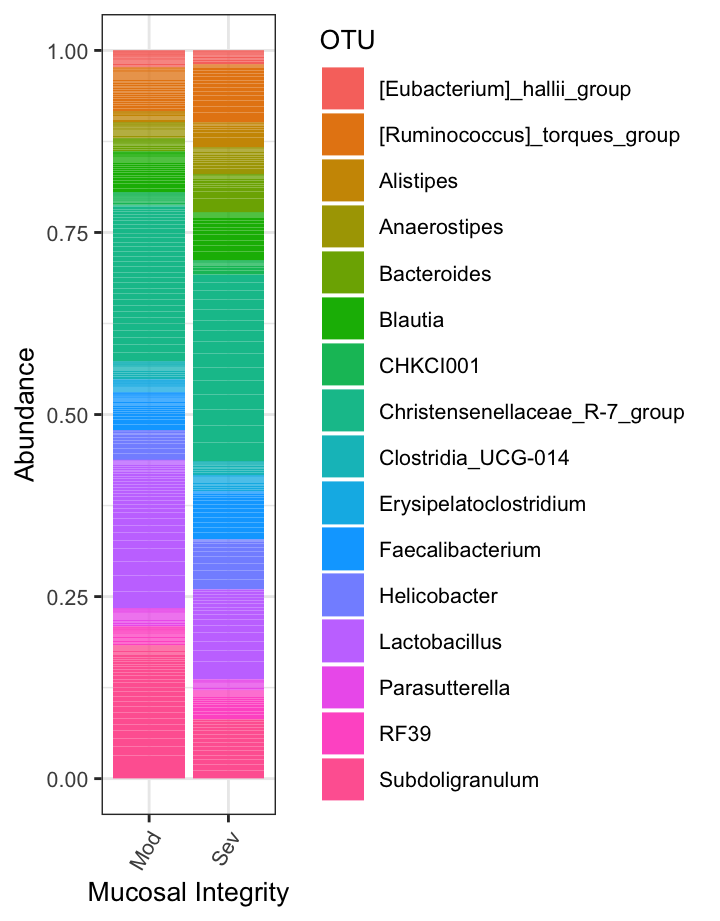 OTU
[Eubacterium]_hallii_group
[Ruminococcus]_torques_group
Alistipes
Anaerostipes
Bacteroides
Blautia
CHKCI001
Christensenellaceae_R-7_group
Clostridia_UCG-014
Erysipelatoclostridium
Faecalibacterium
Helicobacter
Lactobacillus
Parasutterella
RF39
Subdoligranulum
Abundance
1.00
0.75
0.50
0.25
0.00
Mod
Sev
Mucosal Integrity